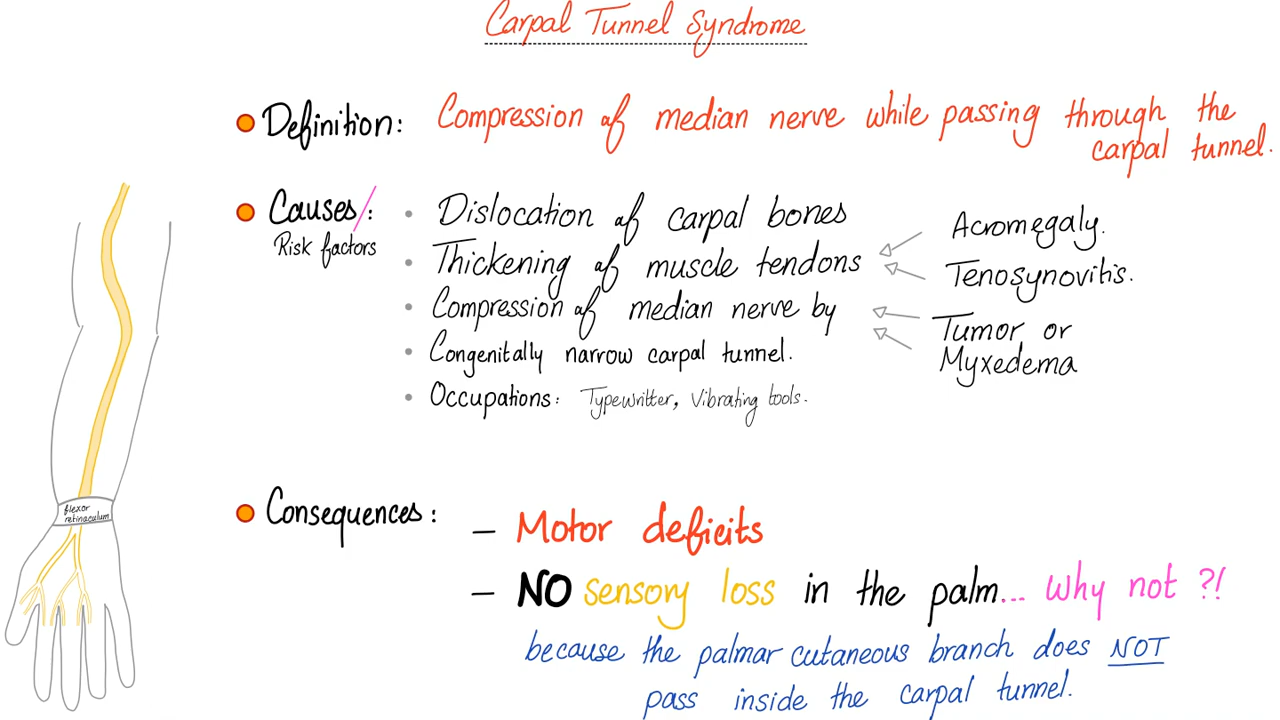 Carpal Tunnel Syndrome
Definition: Compression of median nerve while passing through the
carpal tunnel.
Causes/: 
Risk factors
Dislocation of carpal bones
Thickening of muscle tendons
Acromegaly.
Tenosynovitis.
Compression of median nerve by
Tumor or
Myxedema
Congenitally narrow carpal tunnel.
Occupations: Typewritter, Vibrating tools.
flexor
retinaculum
Consequences:
– Motor deficits
– NO sensory loss in the palm... Why not ?!
because the palmar cutaneous branch does NOT
pass inside the carpal tunnel.